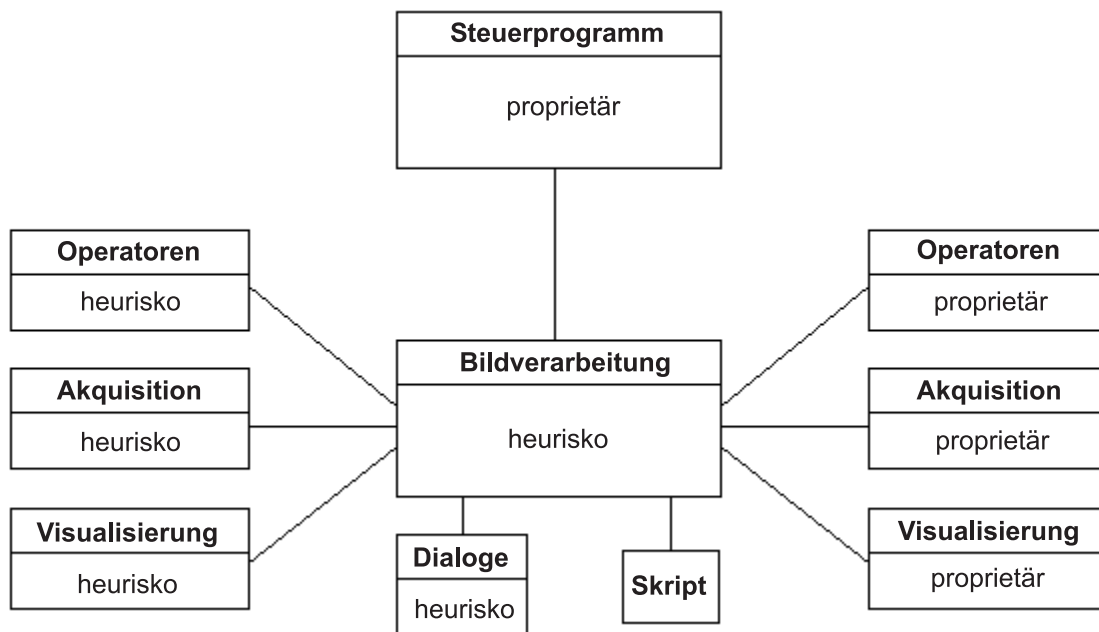 Steuerprogramm
proprietär
Operatoren
heurisko
Akquisition
heurisko
Visualisierung
heurisko
Bildverarbeitung
heurisko
Dialoge
heurisko
Skript
Operatoren
proprietär
Akquisition
proprietär
Visualisierung
proprietär